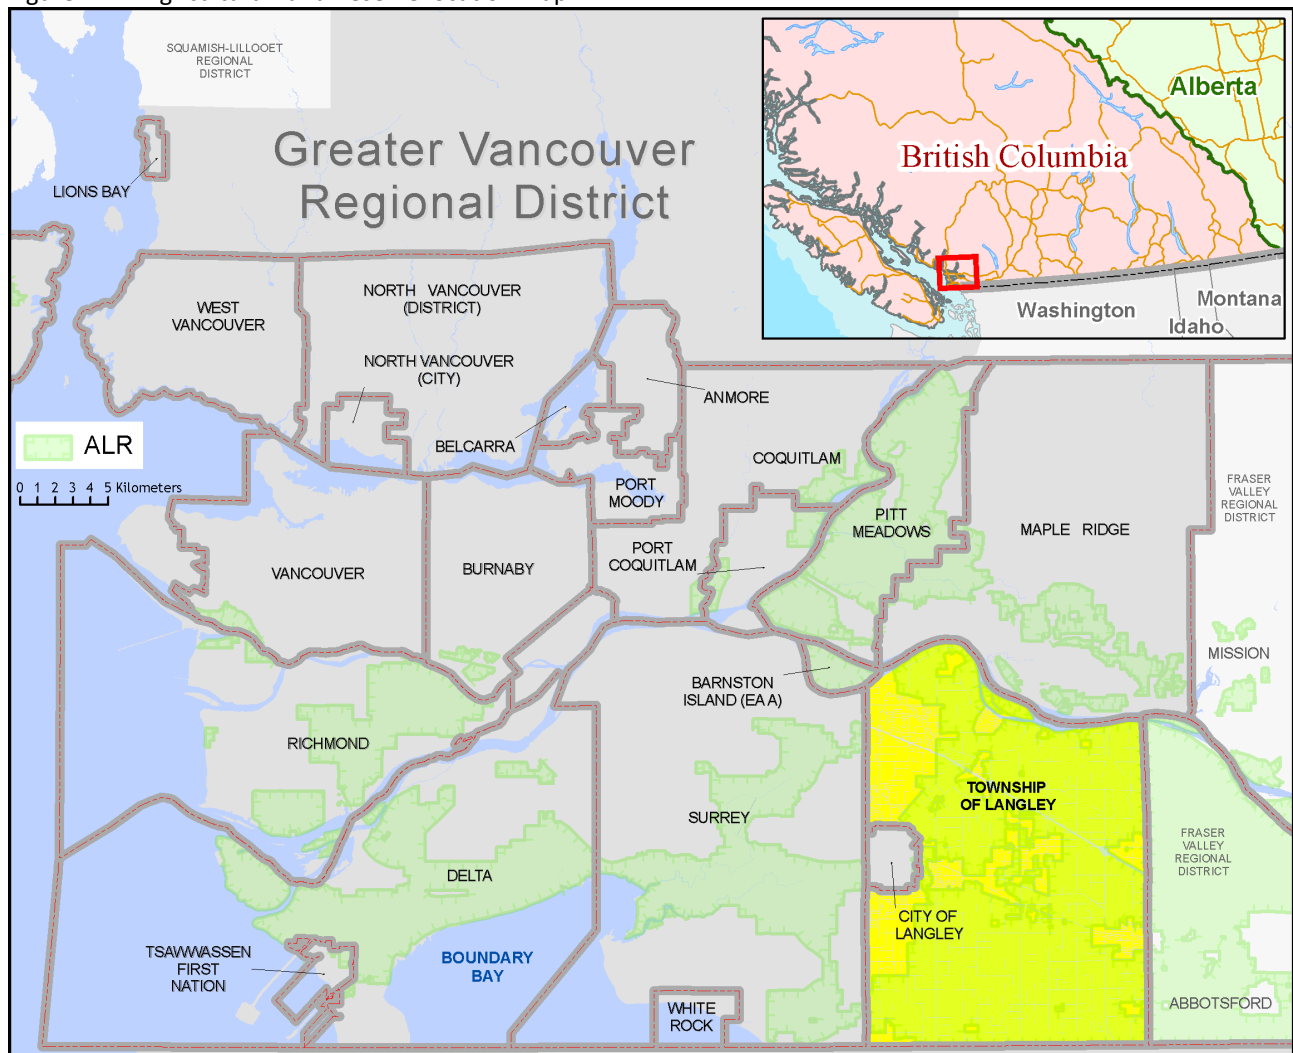 SQUAMISH-LILLOOET
REGIONAL
DISTRICT
Greater Vancouver
Regional District
LIONS BAY
Alberta
British Columbia
Washington
Montana
Idaho
WEST
VANCOUVER
NORTH VANCOUVER
(DISTRICT)
NORTH VANCOUVER
(CITY)
ANMORE
BELCARRA
ALR
0 1 2 3 4 5 Kilometers
COQUITLAM
PORT
MOODY
PITT
MEADOWS
MAPLE RIDGE
FRASER
VALLEY
REGIONAL
DISTRICT
VANCOUVER
BURNABY
PORT
COQUITLAM
MISSION
BARNSTON
ISLAND (EA A)
RICHMOND
TOWNSHIP
OF LANGLEY
SURREY
FRASER
VALLEY
REGIONAL
DISTRICT
DELTA
CITY OF
LANGLEY
TSAWWASSEN
FIRST
NATION
BOUNDARY
BAY
WHITE
ROCK
ABBOTSFORD